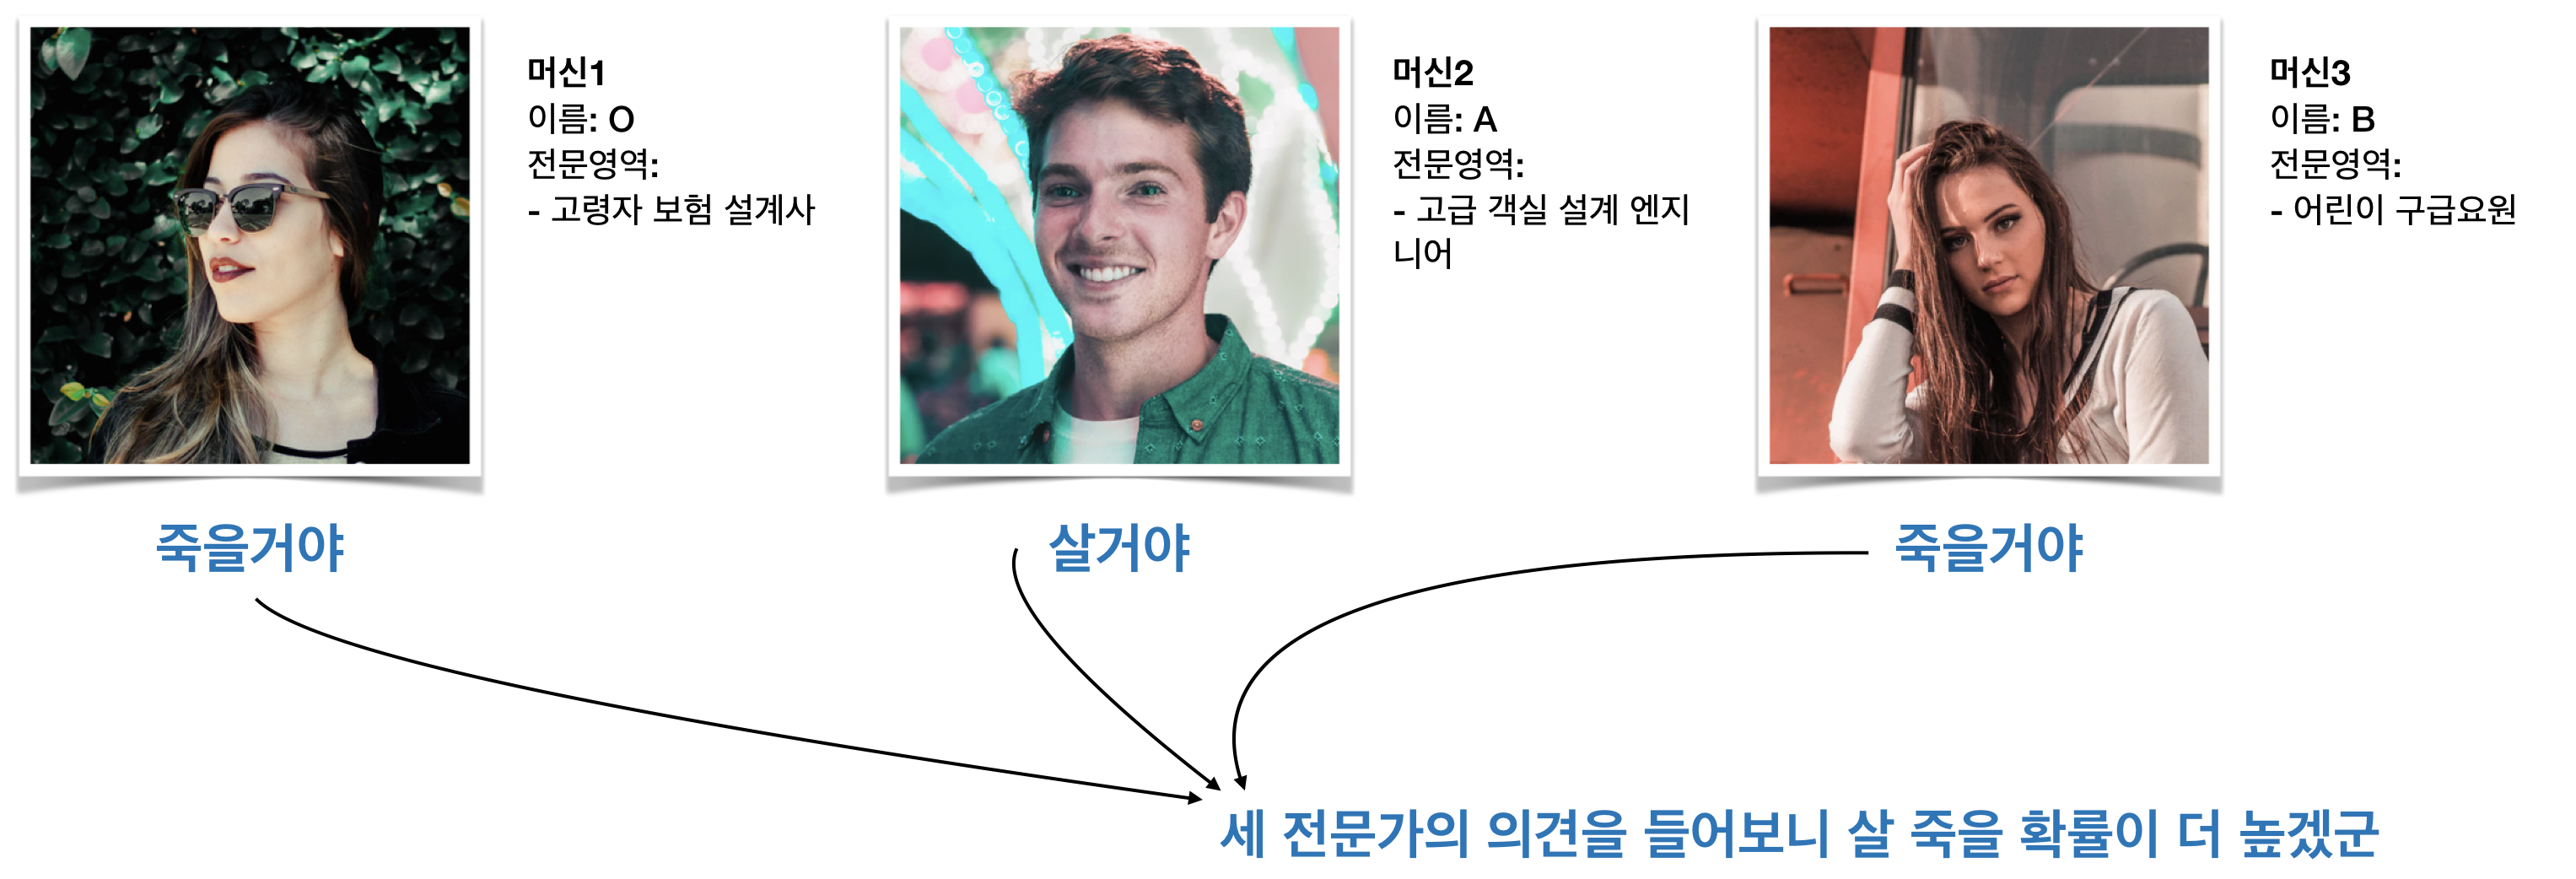 머신1
이름: O
전문영역:
- 고령자 보험 설계사
머신2
이름: A
전문영역:
- 고급 객실 설계 엔지
니어
머신3
이름: B
전문영역:
- 어린이 구급요원
죽을거야
살거야
죽을거야
세 전문가의 의견을 들어보니 살 죽을 확률이 더 높겠군